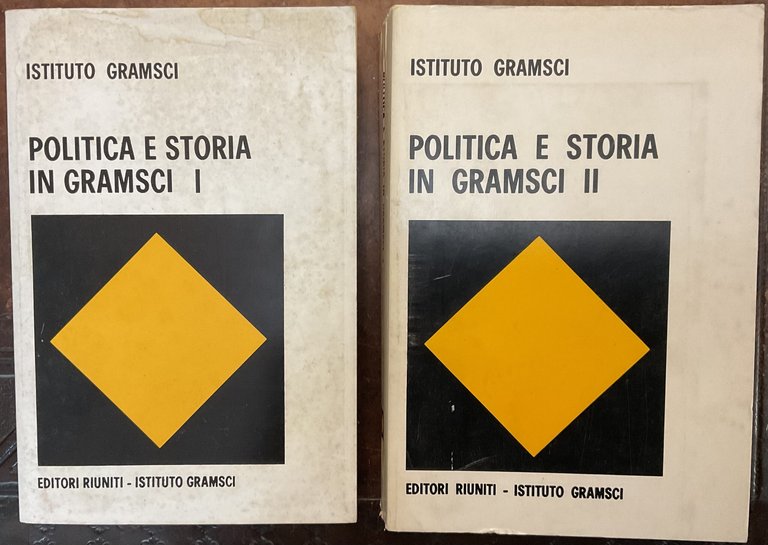 ISTITUTO GRAMSCI
POLITICA E STORIA
IN GRAMSCI I
EDITORI RIUNITI - ISTITUTO GRAMSCI
ISTITUTO GRAMSCI
POLITICA E STORIA
IN GRAMSCI II
EDITORI RIUNITI - ISTITUTO GRAMSCI